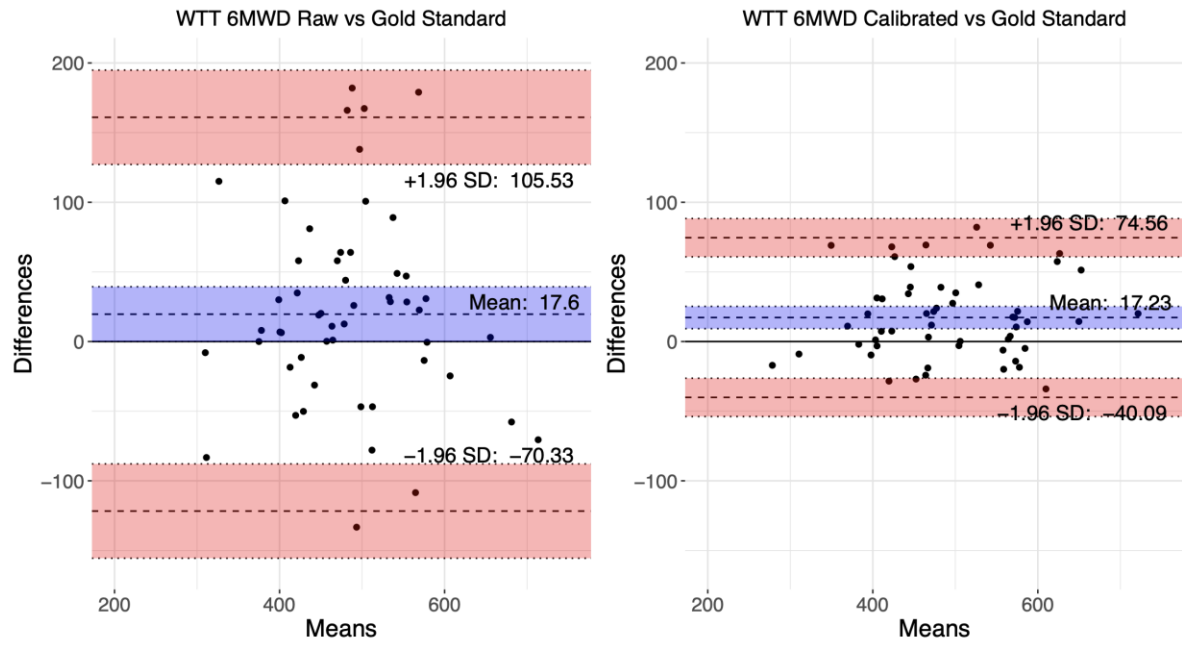 WTT 6MWD Raw vs Gold Standard
200
100
0
−100
Differences
+1.96 SD: 105.53
Mean: 17.6
−1.96 SD: −70.33
200
400
600
Means
WTT 6MWD Calibrated vs Gold Standard
200
100
0
−100
Differences
+1.96 SD: 74.56
Mean: 17.23
−1.96 SD: −40.09
200
400
600
Means